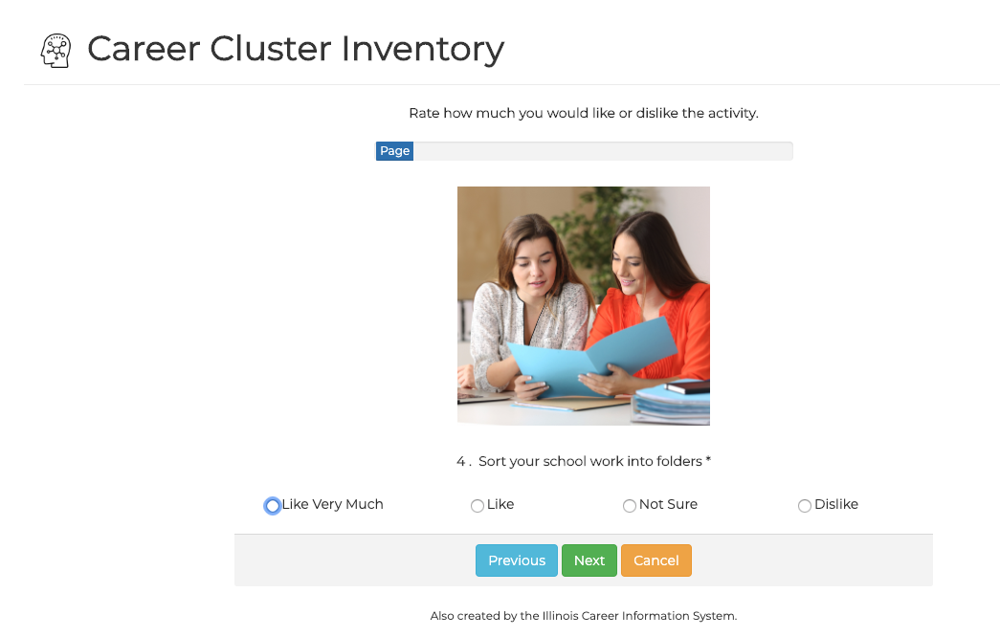 Career Cluster Inventory
Rate how much you would like or dislike the activity.
Page
4 . Sort your school work into folders *
Like Very Much Like Not Sure Dislike
Previous Next Cancel
Also created by the Illinois Career Information System.